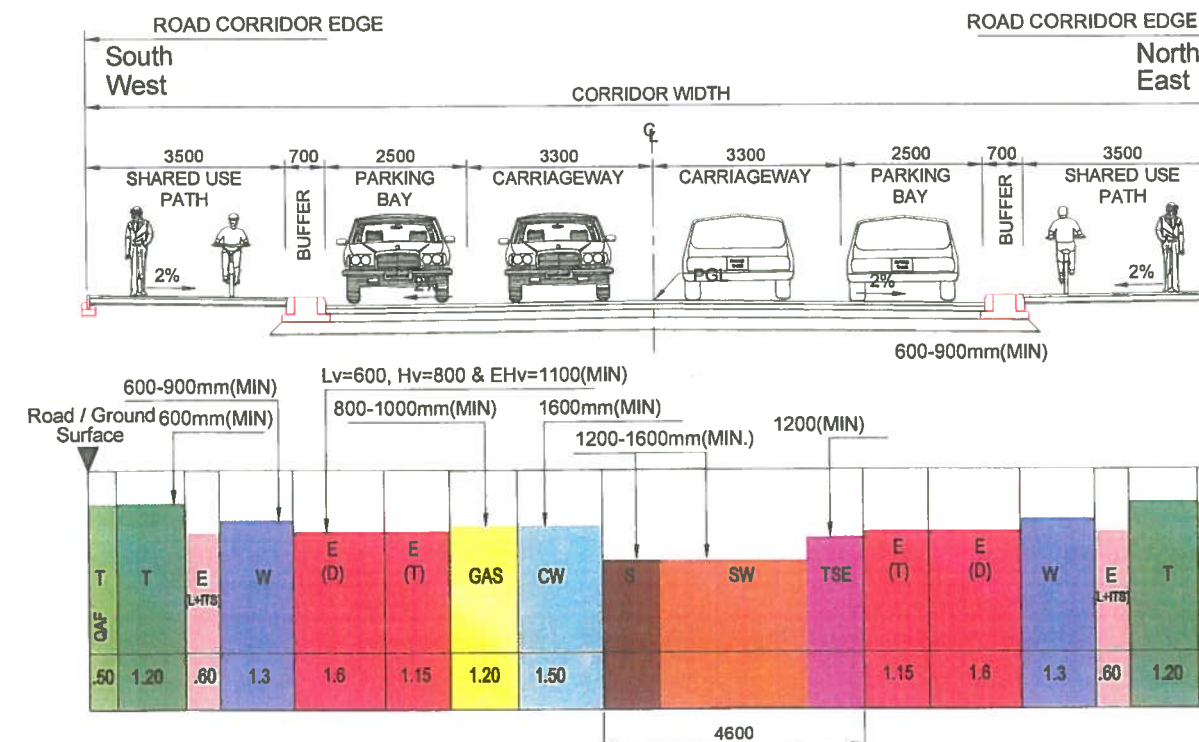 ROAD CORRIDOR EDGE
ROAD CORRIDOR EDGE
South
West
North
East
CORRIDOR WIDTH
℄
3500
700
2500
3300
3300
2500
700
3500
SHARED USE
PATH
BUFFER
PARKING
BAY
CARRIAGEWAY
CARRIAGEWAY
PARKING
BAY
BUFFER
SHARED USE
PATH
2%
2%
PGL
2%
2%
600-900mm(MIN)
Lv=600, Hv=800 & EHv=1100(MIN)
600-900mm(MIN)
800-1000mm(MIN)
1600mm(MIN)
Road / Ground
Surface
600mm(MIN)
1200-1600mm(MIN.)
1200(MIN)
T
QAF
T
E
(L+ITS)
W
E
(D)
E
(T)
GAS
CW
S
SW
TSE
E
(T)
E
(D)
W
E
(L+ITS)
T
.50
1.20
.60
1.3
1.6
1.15
1.20
1.50
1.15
1.6
1.3
.60
1.20
4600